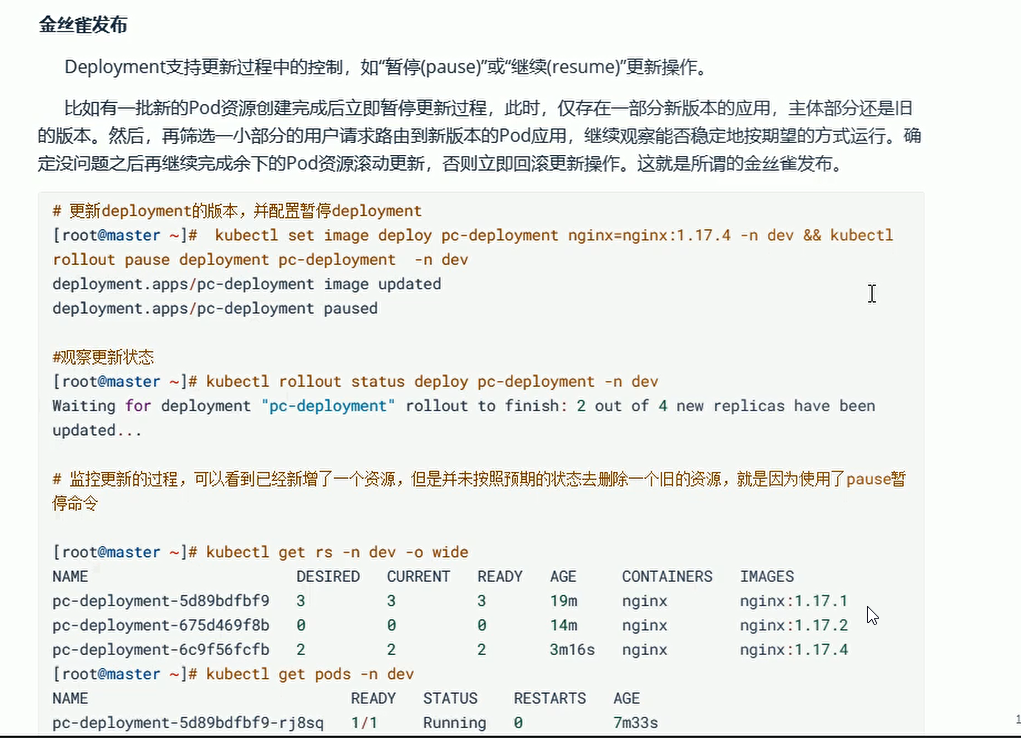 金丝雀发布
Deployment支持更新过程中的控制，如“暂停(pause)”或“继续(resume)”更新操作。
比如有一批新的Pod资源创建完成后立即暂停更新过程，此时，仅存在一部分新版本的应用，主体部分还是旧
的版本。然后，再筛选一小部分的用户请求路由到新版本的Pod应用，继续观察能否稳定地按期望的方式运行。确
定没问题之后再继续完成余下的Pod资源滚动更新，否则立即回滚更新操作。这就是所谓的金丝雀发布。
# 更新deployment的版本，并配置暂停deployment
[root@master ~]#  kubectl set image deploy pc-deployment nginx=nginx:1.17.4 -n dev && kubectl
rollout pause deployment pc-deployment  -n dev
deployment.apps/pc-deployment image updated
deployment.apps/pc-deployment paused
#观察更新状态
[root@master ~]# kubectl rollout status deploy pc-deployment -n dev
Waiting for deployment "pc-deployment" rollout to finish: 2 out of 4 new replicas have been
updated...
# 监控更新的过程，可以看到已经新增了一个资源，但是并未按照预期的状态去删除一个旧的资源，就是因为使用了pause暂
停命令
[root@master ~]# kubectl get rs -n dev -o wide
NAME                       DESIRED   CURRENT   READY   AGE     CONTAINERS   IMAGES
pc-deployment-5d89bdfbf9   3         3         3       19m     nginx        nginx:1.17.1
pc-deployment-675d469f8b   0         0         0       14m     nginx        nginx:1.17.2
pc-deployment-6c9f56fcfb   2         2         2       3m16s   nginx        nginx:1.17.4
[root@master ~]# kubectl get pods -n dev
NAME                             READY   STATUS    RESTARTS   AGE
pc-deployment-5d89bdfbf9-rj8sq   1/1     Running   0          7m33s
1